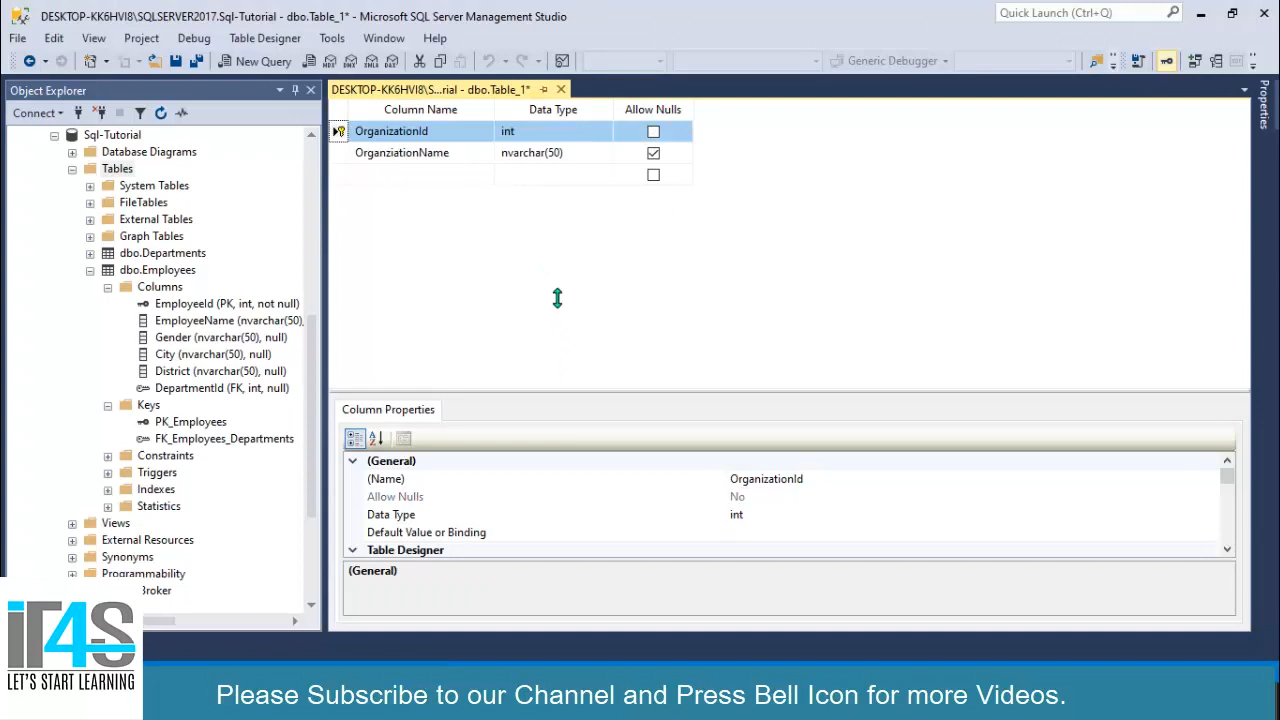 DESKTOP-KK6HVI8\SQLSERVER2017.Sql-Tutorial - dbo.Table_1* - Microsoft SQL Server Management Studio
Quick Launch (Ctrl+Q)
File Edit View Project Debug Table Designer Tools Window Help
New Query
Generic Debugger
Object Explorer
Connect
Sql-Tutorial
Database Diagrams
Tables
System Tables
FileTables
External Tables
Graph Tables
dbo.Departments
dbo.Employees
Columns
EmployeeId (PK, int, not null)
EmployeeName (nvarchar(50),
Gender (nvarchar(50), null)
City (nvarchar(50), null)
District (nvarchar(50), null)
DepartmentId (FK, int, null)
Keys
PK_Employees
FK_Employees_Departments
Constraints
Triggers
Indexes
Statistics
Views
External Resources
Synonyms
Programmability
Broker
DESKTOP-KK6HVI8\S...rial - dbo.Table_1*
Column Name Data Type Allow Nulls
OrganizationId int
OrganziationName nvarchar(50)
Column Properties
(General)
(Name) OrganizationId
Allow Nulls No
Data Type int
Default Value or Binding
Table Designer
(General)
Properties
iT4S
LET'S START LEARNING
Please Subscribe to our Channel and Press Bell Icon for more Videos.